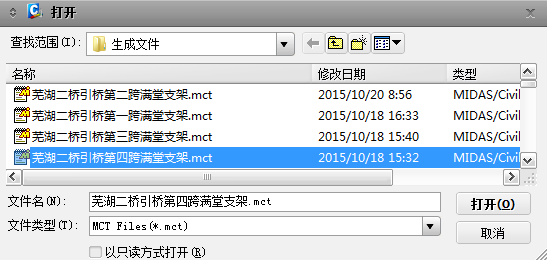 打开
查找范围(I): 生成文件
名称 修改日期 类型
芜湖二桥引桥第二跨满堂支架.mct 2015/10/20 8:56 MIDAS/Civil
芜湖二桥引桥第一跨满堂支架.mct 2015/10/18 16:33 MIDAS/Civil
芜湖二桥引桥第三跨满堂支架.mct 2015/10/18 15:40 MIDAS/Civil
芜湖二桥引桥第四跨满堂支架.mct 2015/10/18 15:32 MIDAS/Civil
文件名(N): 芜湖二桥引桥第四跨满堂支架.mct 打开(O)
文件类型(T): MCT Files(*.mct) 取消
以只读方式打开(R)